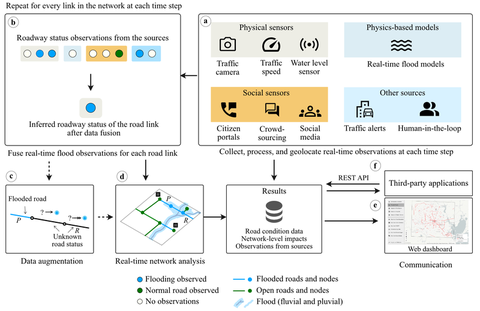 Repeat for every link in the network at each time step
b
Roadway status observations from the sources
Inferred roadway status of the road link
after data fusion
Fuse real-time flood observations for each road link
a
Physical sensors
Traffic
camera
Traffic
speed
Water level
sensor
Physics-based models
Real-time flood models
Social sensors
Citizen
portals
Crowd-
sourcing
Social
media
Other sources
Traffic alerts
Human-in-the-loop
Collect, process, and geolocate real-time observations at each time step
c
Flooded road
P
?
?
R
Unknown
road status
Data augmentation
d
P
R
Real-time network analysis
Results
Road condition data
Network-level impacts
Observations from sources
REST API
f
Third-party applications
e
Web dashboard
Communication
Flooding observed
Normal road observed
No observations
Flooded roads and nodes
Open roads and nodes
Flood (fluvial and pluvial)